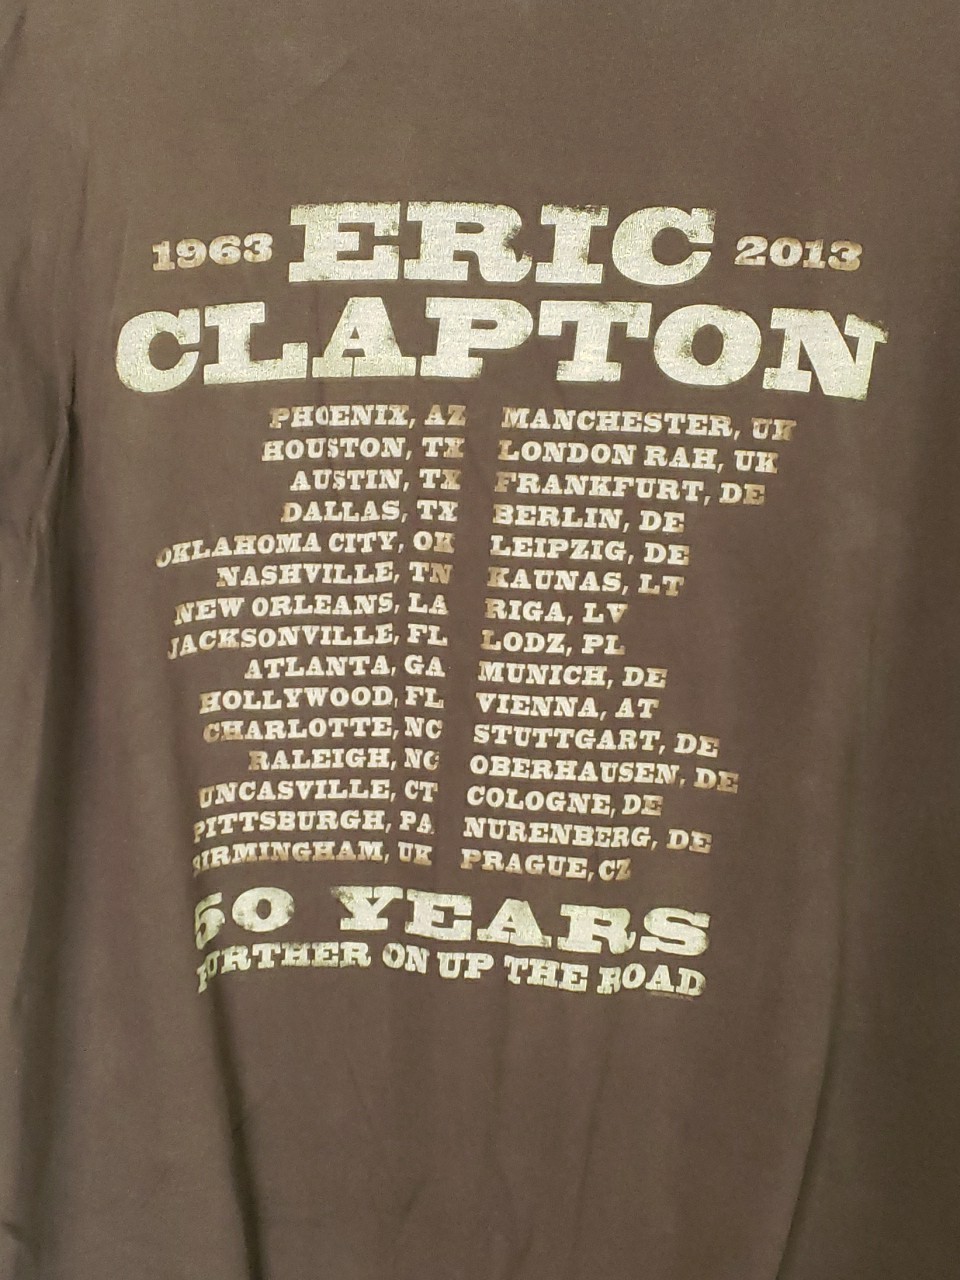 1963 ERIC 2013
CLAPTON
PHOENIX, AZ
HOUSTON, TX
AUSTIN, TX
DALLAS, TX
OKLAHOMA CITY, OK
NASHVILLE, TN
NEW ORLEANS, LA
JACKSONVILLE, FL
ATLANTA, GA
HOLLYWOOD, FL
CHARLOTTE, NC
RALEIGH, NC
UNCASVILLE, CT
PITTSBURGH, PA
BIRMINGHAM, UK
MANCHESTER, UK
LONDON RAH, UK
FRANKFURT, DE
BERLIN, DE
LEIPZIG, DE
KAUNAS, LT
RIGA, LV
LODZ, PL
MUNICH, DE
VIENNA, AT
STUTTGART, DE
OBERHAUSEN, DE
COLOGNE, DE
NURENBERG, DE
PRAGUE, CZ
50 YEARS
FURTHER ON UP THE ROAD